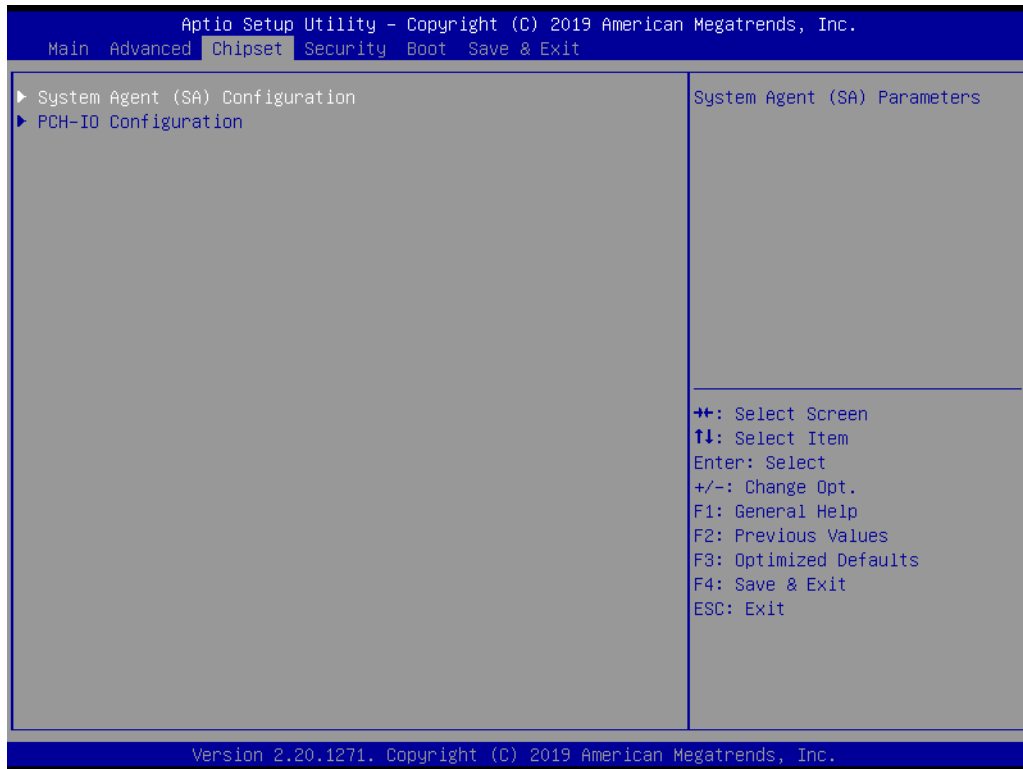 Aptio Setup Utility – Copyright (C) 2019 American Megatrends, Inc.
Main Advanced Chipset Security Boot Save & Exit
▶ System Agent (SA) Configuration
▶ PCH-IO Configuration
System Agent (SA) Parameters
→←: Select Screen
↑↓: Select Item
Enter: Select
+/-: Change Opt.
F1: General Help
F2: Previous Values
F3: Optimized Defaults
F4: Save & Exit
ESC: Exit
Version 2.20.1271. Copyright (C) 2019 American Megatrends, Inc.